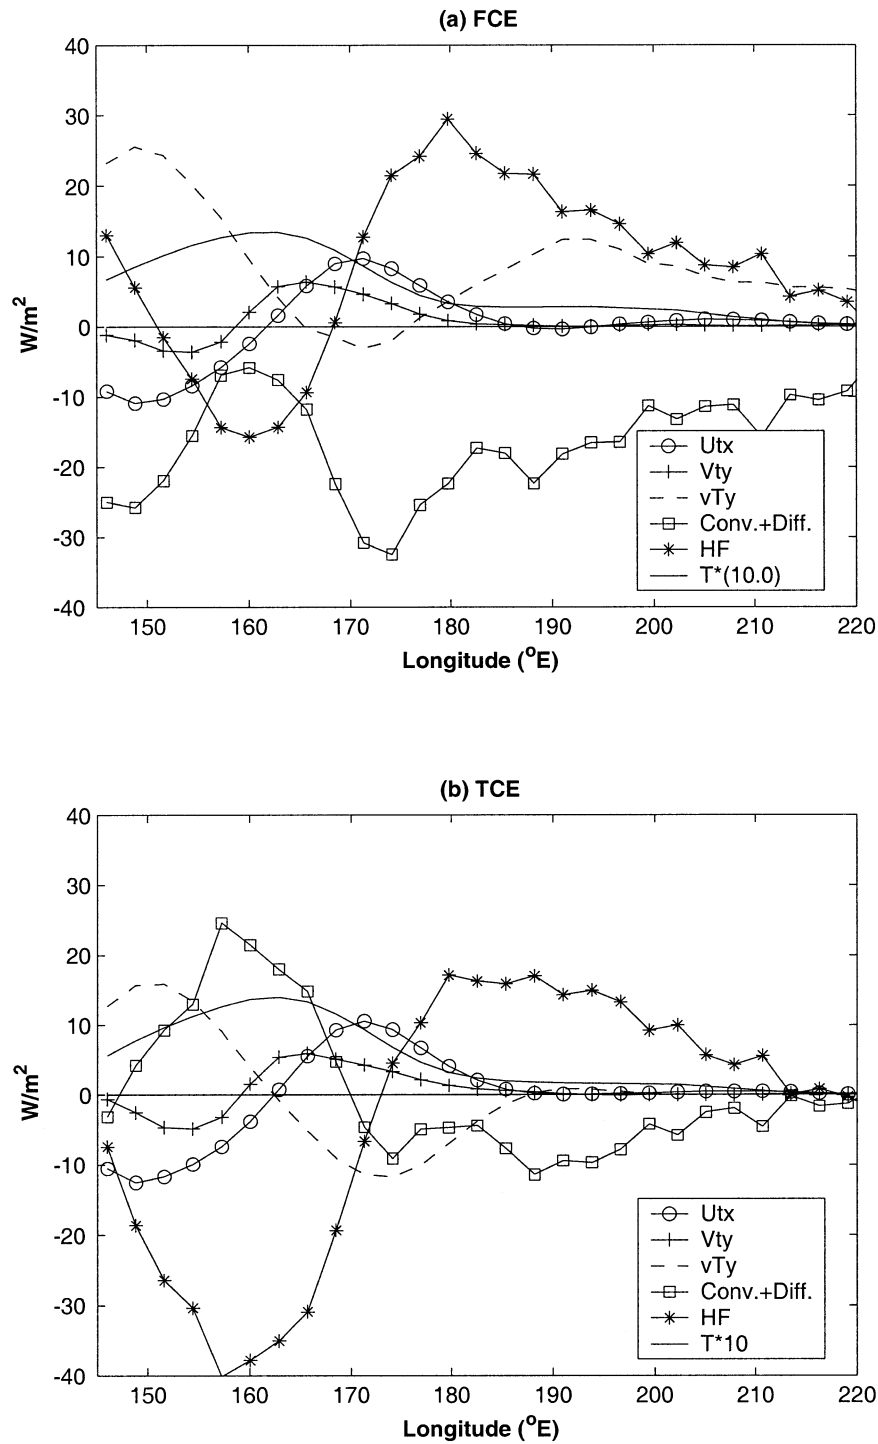 (a) FCE
40
30
20
10
0
-10
-20
-30
-40
W/m2
Utx
Vty
vTy
Conv.+Diff.
HF
T*(10.0)
150 160 170 180 190 200 210 220
Longitude (oE)
(b) TCE
40
30
20
10
0
-10
-20
-30
-40
W/m2
Utx
Vty
vTy
Conv.+Diff.
HF
T*10
150 160 170 180 190 200 210 220
Longitude (oE)